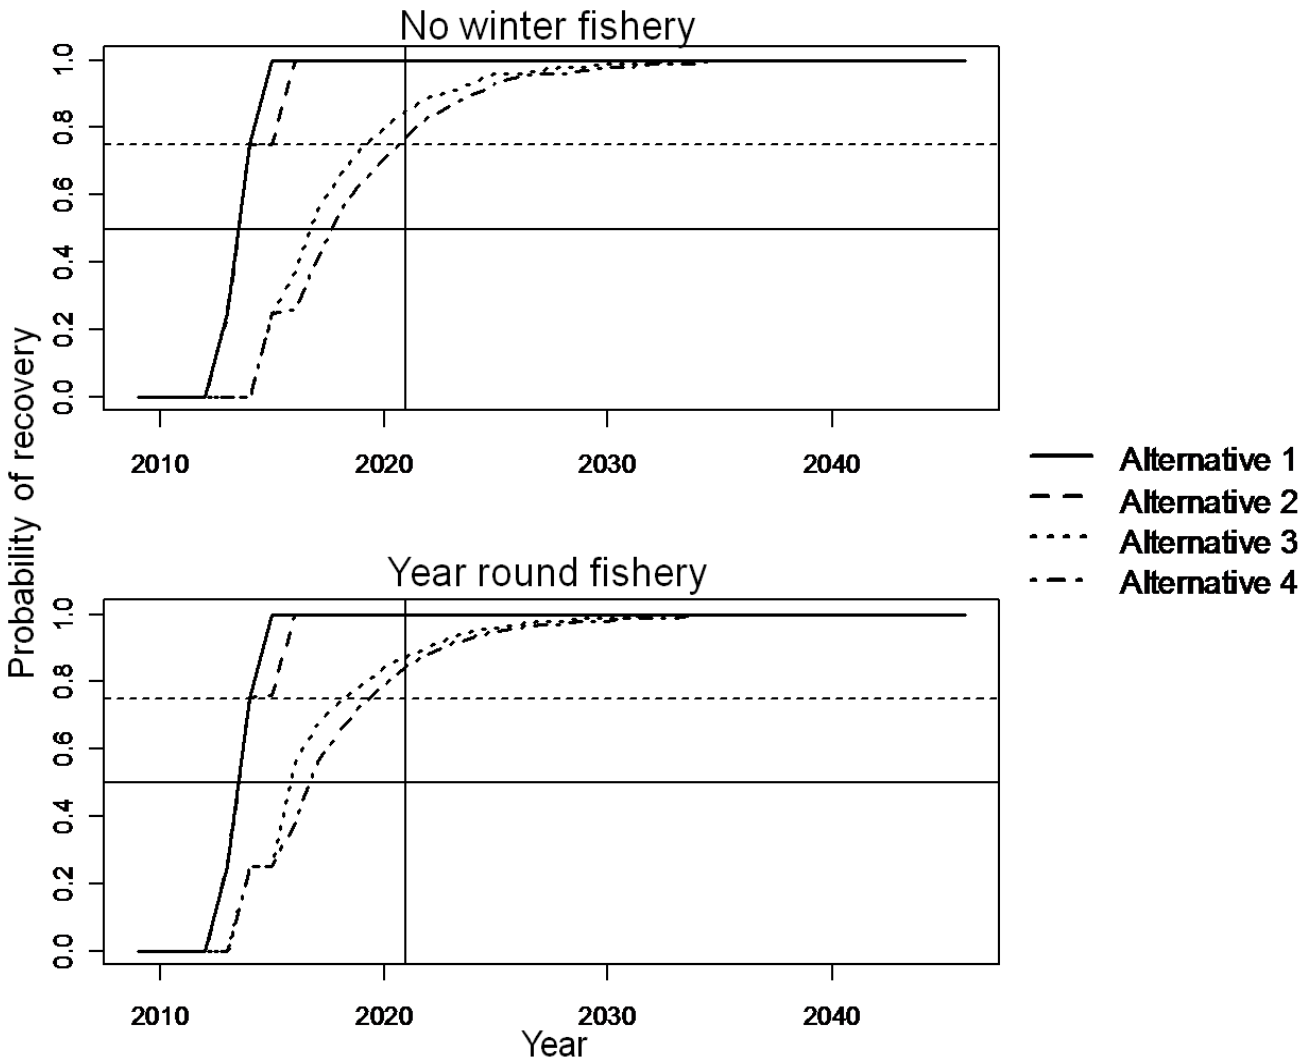 No winter fishery
1.0
0.8
0.6
0.4
0.2
0.0
2010 2020 2030 2040
Probability of recovery
Alternative 1
Alternative 2
Alternative 3
Alternative 4
Year round fishery
1.0
0.8
0.6
0.4
0.2
0.0
2010 2020 2030 2040
Year